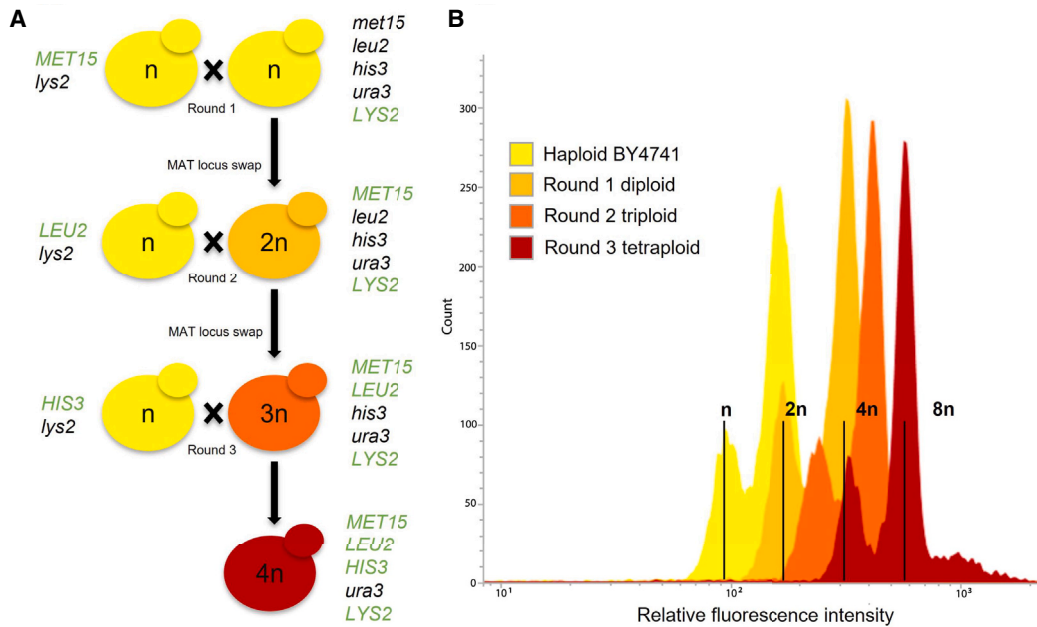 A
MET15
lys2
n
n
Round 1
met15
leu2
his3
ura3
LYS2
MAT locus swap
LEU2
lys2
n
2n
Round 2
MET15
leu2
his3
ura3
LYS2
MAT locus swap
HIS3
lys2
n
3n
Round 3
MET15
LEU2
his3
ura3
LYS2
4n
MET15
LEU2
HIS3
ura3
LYS2
B
Haploid BY4741
Round 1 diploid
Round 2 triploid
Round 3 tetraploid
n
2n
4n
8n
Count
300
250
200
150
100
50
0
10¹
10²
10³
Relative fluorescence intensity